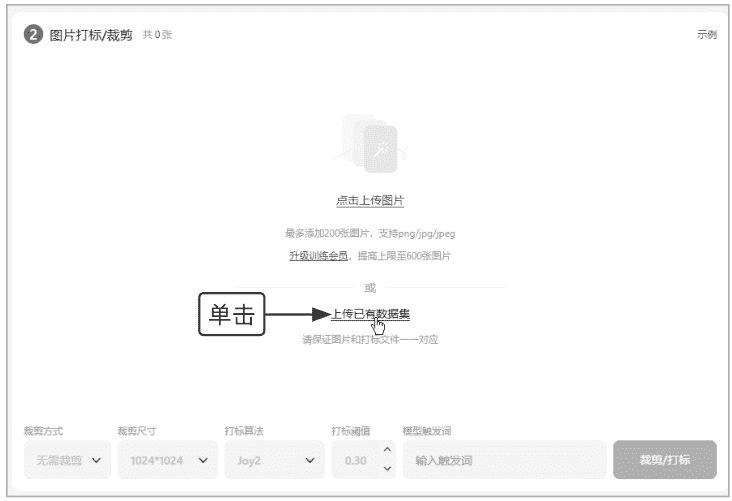 2 图片打标/裁剪 共0张 示例
点击上传图片
最多添加200张图片，支持png/jpg/jpeg
升级训练会员，提高上限至600张图片
或
单击 上传已有数据集
请保证图片和打标文件一一对应
裁剪方式 裁剪尺寸 打标算法 打标阈值 模型触发词
无需裁剪 1024*1024 Joy2 0.30 输入触发词 裁剪/打标